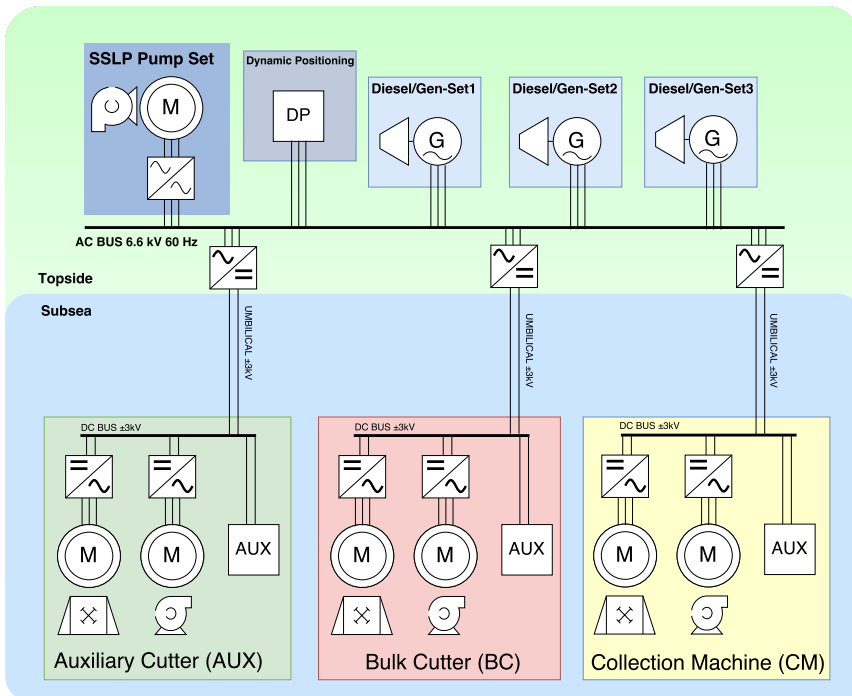 SSLP Pump Set
Dynamic Positioning
Diesel/Gen-Set1
Diesel/Gen-Set2
Diesel/Gen-Set3
C
M
DP
G
G
G
AC BUS 6.6 kV 60 Hz
Topside
Subsea
UMBILICAL ±3kV
UMBILICAL ±3kV
UMBILICAL ±3kV
DC BUS ±3kV
DC BUS ±3kV
DC BUS ±3kV
M
M
AUX
M
M
AUX
M
M
AUX
C
C
C
Auxiliary Cutter (AUX)
Bulk Cutter (BC)
Collection Machine (CM)